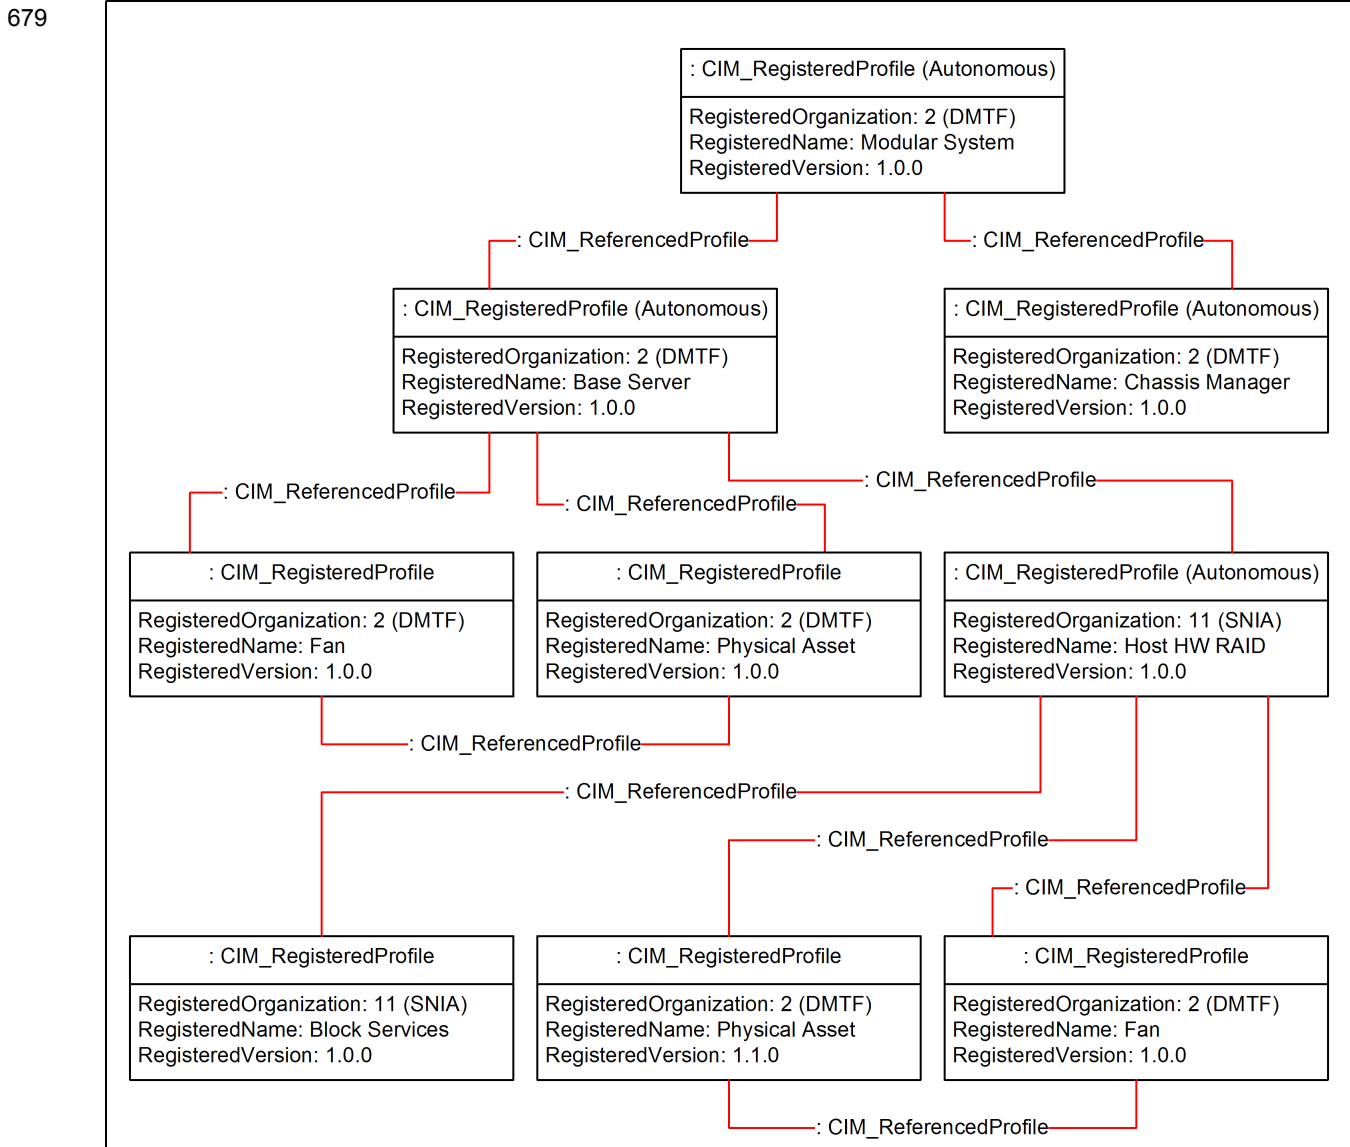 679
: CIM_RegisteredProfile (Autonomous)
RegisteredOrganization: 2 (DMTF)
RegisteredName: Modular System
RegisteredVersion: 1.0.0
: CIM_ReferencedProfile
: CIM_ReferencedProfile
: CIM_RegisteredProfile (Autonomous)
RegisteredOrganization: 2 (DMTF)
RegisteredName: Base Server
RegisteredVersion: 1.0.0
: CIM_RegisteredProfile (Autonomous)
RegisteredOrganization: 2 (DMTF)
RegisteredName: Chassis Manager
RegisteredVersion: 1.0.0
: CIM_ReferencedProfile
: CIM_ReferencedProfile
: CIM_ReferencedProfile
: CIM_RegisteredProfile
RegisteredOrganization: 2 (DMTF)
RegisteredName: Fan
RegisteredVersion: 1.0.0
: CIM_RegisteredProfile
RegisteredOrganization: 2 (DMTF)
RegisteredName: Physical Asset
RegisteredVersion: 1.0.0
: CIM_RegisteredProfile (Autonomous)
RegisteredOrganization: 11 (SNIA)
RegisteredName: Host HW RAID
RegisteredVersion: 1.0.0
: CIM_ReferencedProfile
: CIM_ReferencedProfile
: CIM_ReferencedProfile
: CIM_ReferencedProfile
: CIM_RegisteredProfile
RegisteredOrganization: 11 (SNIA)
RegisteredName: Block Services
RegisteredVersion: 1.0.0
: CIM_RegisteredProfile
RegisteredOrganization: 2 (DMTF)
RegisteredName: Physical Asset
RegisteredVersion: 1.1.0
: CIM_RegisteredProfile
RegisteredOrganization: 2 (DMTF)
RegisteredName: Fan
RegisteredVersion: 1.0.0
: CIM_ReferencedProfile